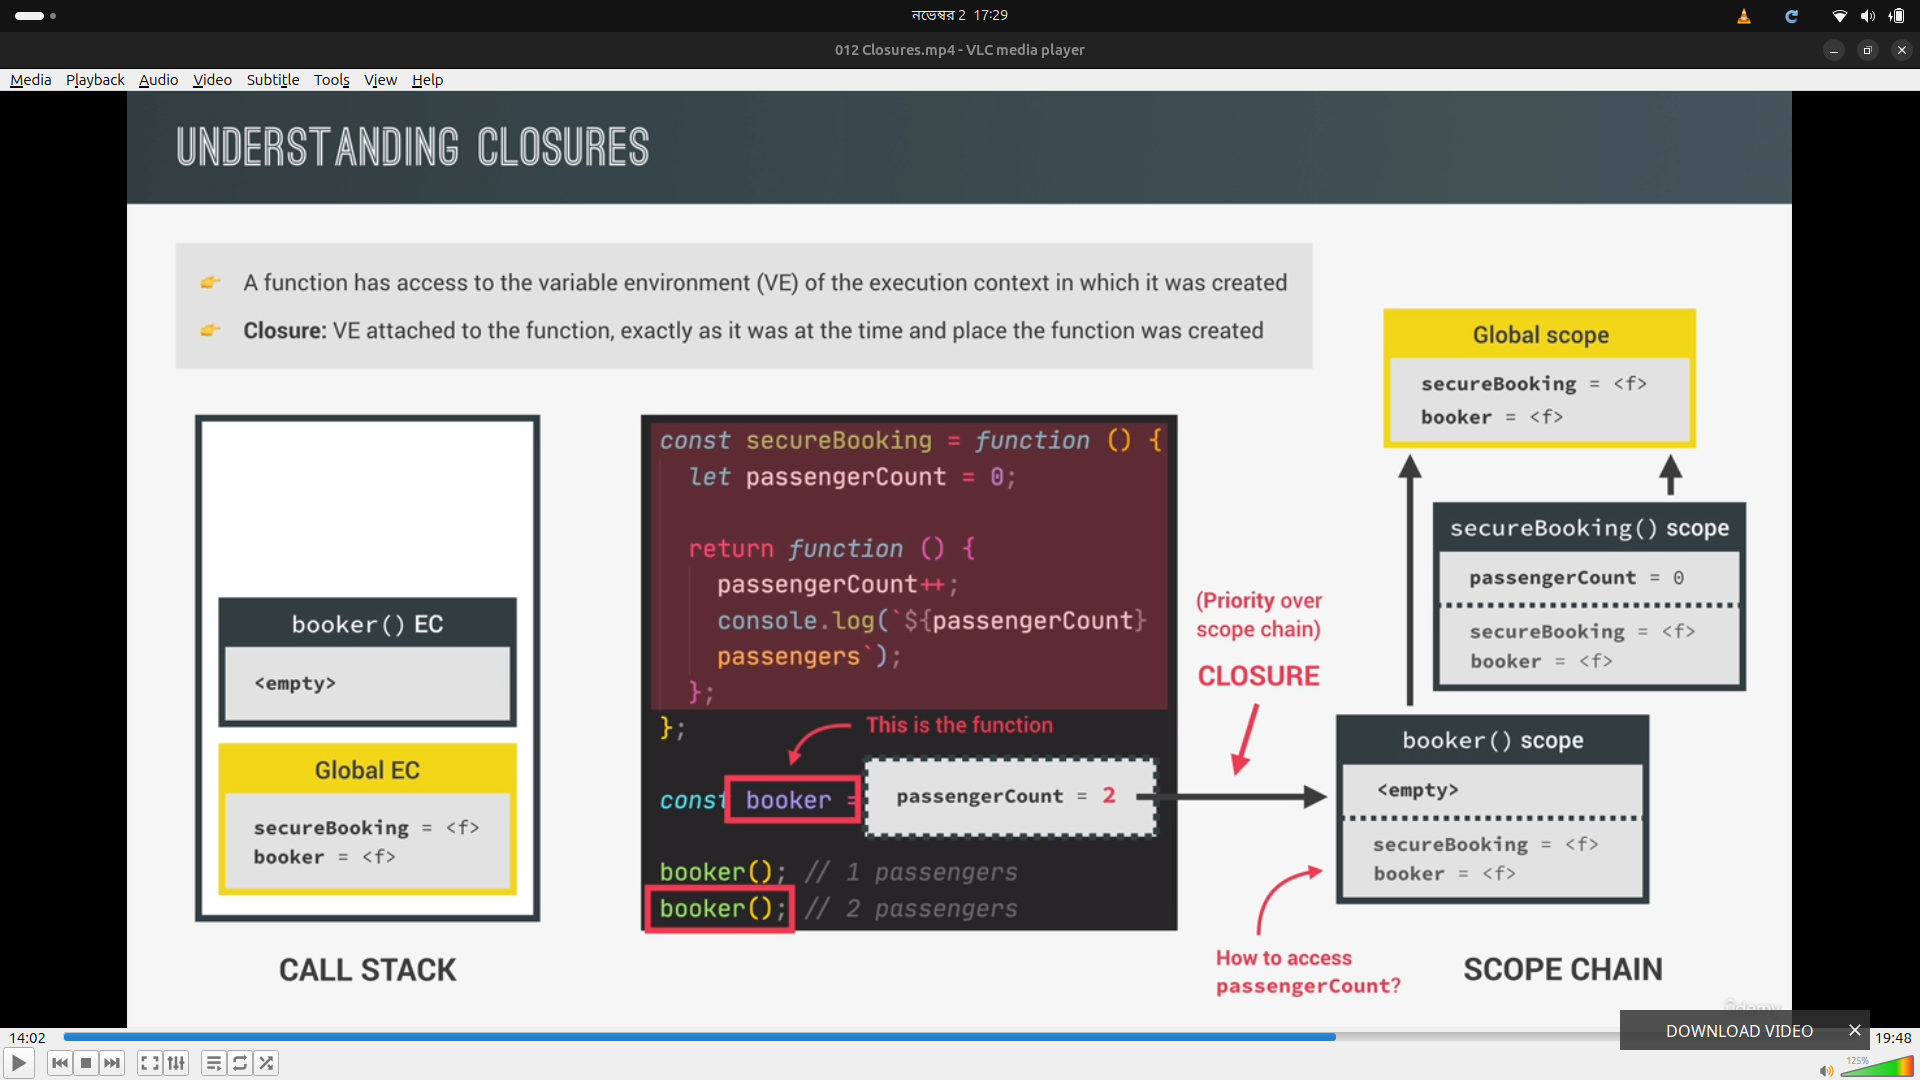 নভেম্বর 2 17:29
012 Closures.mp4 - VLC media player
Media Playback Audio Video Subtitle Tools View Help
UNDERSTANDING CLOSURES
👉 A function has access to the variable environment (VE) of the execution context in which it was created
👉 Closure: VE attached to the function, exactly as it was at the time and place the function was created
booker() EC
<empty>
Global EC
secureBooking = <f>
booker = <f>
CALL STACK
const secureBooking = function () {
let passengerCount = 0;
return function () {
passengerCount++;
console.log(`${passengerCount}
passengers`);
};
};
This is the function
const booker =
passengerCount = 2
booker(); // 1 passengers
booker(); // 2 passengers
(Priority over
scope chain)
CLOSURE
Global scope
secureBooking = <f>
booker = <f>
secureBooking() scope
passengerCount = 0
secureBooking = <f>
booker = <f>
booker() scope
<empty>
secureBooking = <f>
booker = <f>
How to access
passengerCount?
SCOPE CHAIN
DOWNLOAD VIDEO
14:02
19:48
125%